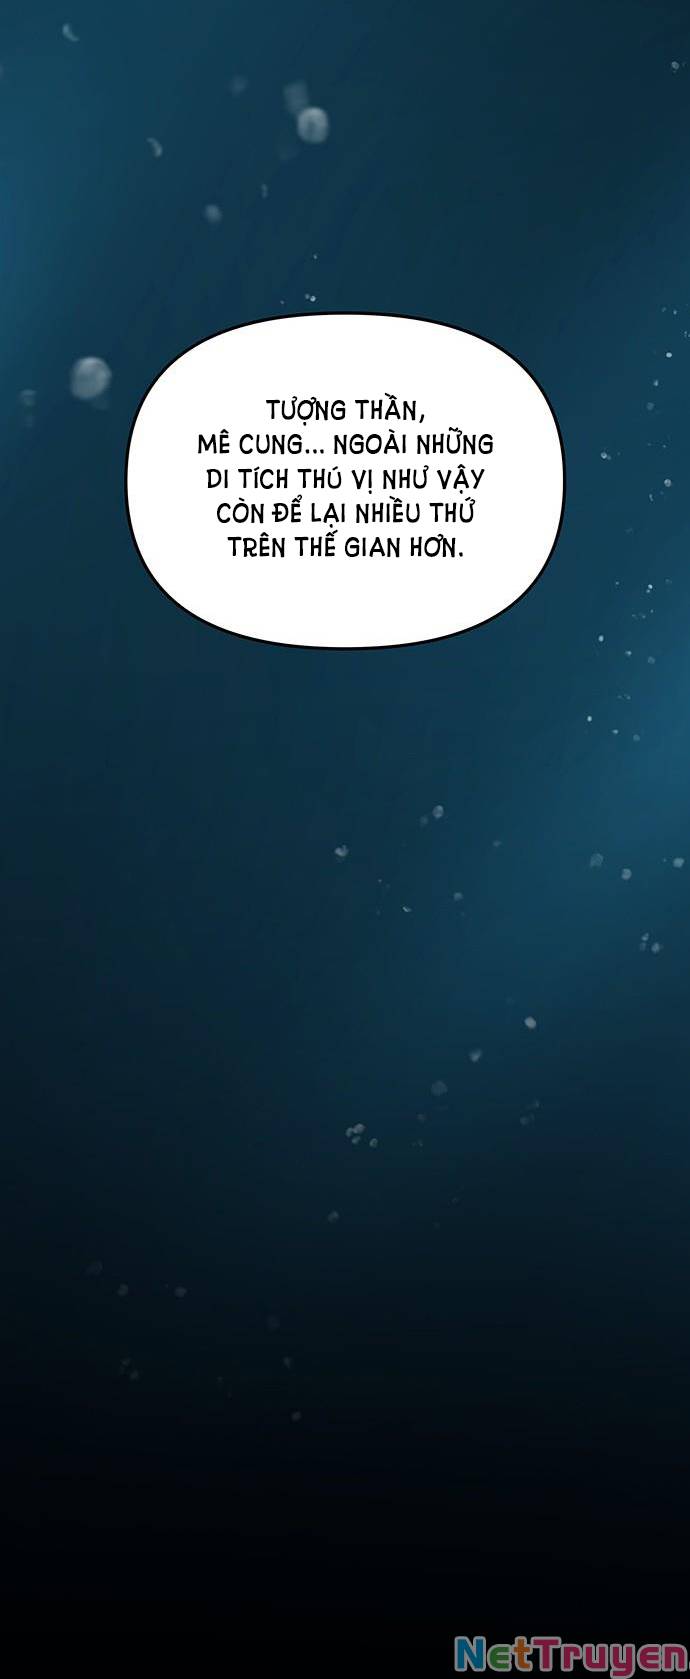 TƯỢNG THẦN,
MÊ CUNG... NGOÀI NHỮNG
DI TÍCH THÚ VỊ NHƯ VẬY
CÒN ĐỂ LẠI NHIỀU THỨ
TRÊN THẾ GIAN HƠN.
NetTruyen